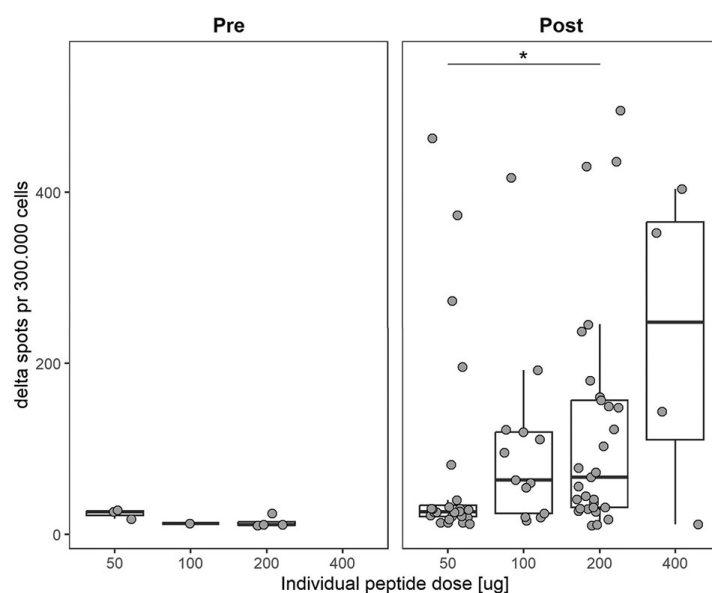 Pre Post
*
delta spots pr 300.000 cells
400
200
0
50 100 200 400 50 100 200 400
Individual peptide dose [ug]